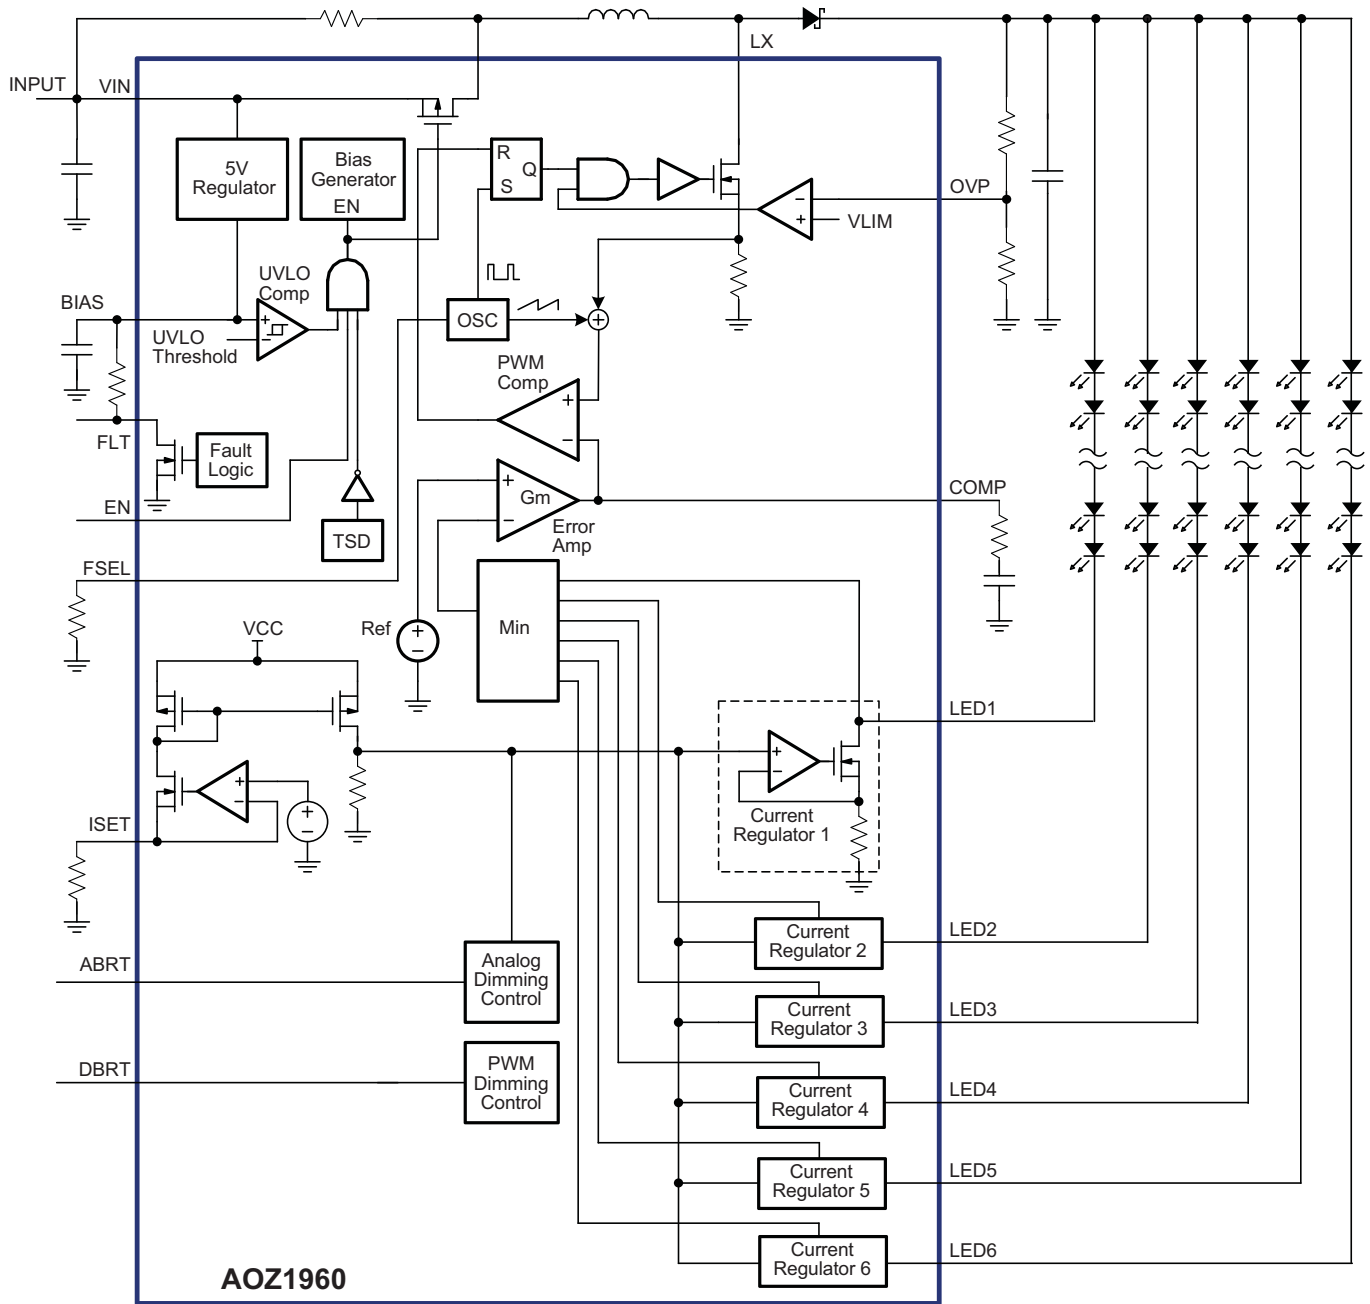 LX
INPUT
VIN
5V
Regulator
Bias
Generator
EN
R
Q
S
OVP
−
+
VLIM
UVLO
Comp
BIAS
+
−
UVLO
Threshold
OSC
+
PWM
Comp
+
−
FLT
Fault
Logic
EN
TSD
+
−
Gm
Error
Amp
COMP
FSEL
Min
Ref
+
−
VCC
LED1
+
−
Current
Regulator 1
+
−
+
−
ISET
Current
Regulator 2
LED2
ABRT
Analog
Dimming
Control
Current
Regulator 3
LED3
DBRT
PWM
Dimming
Control
Current
Regulator 4
LED4
Current
Regulator 5
LED5
Current
Regulator 6
LED6
AOZ1960